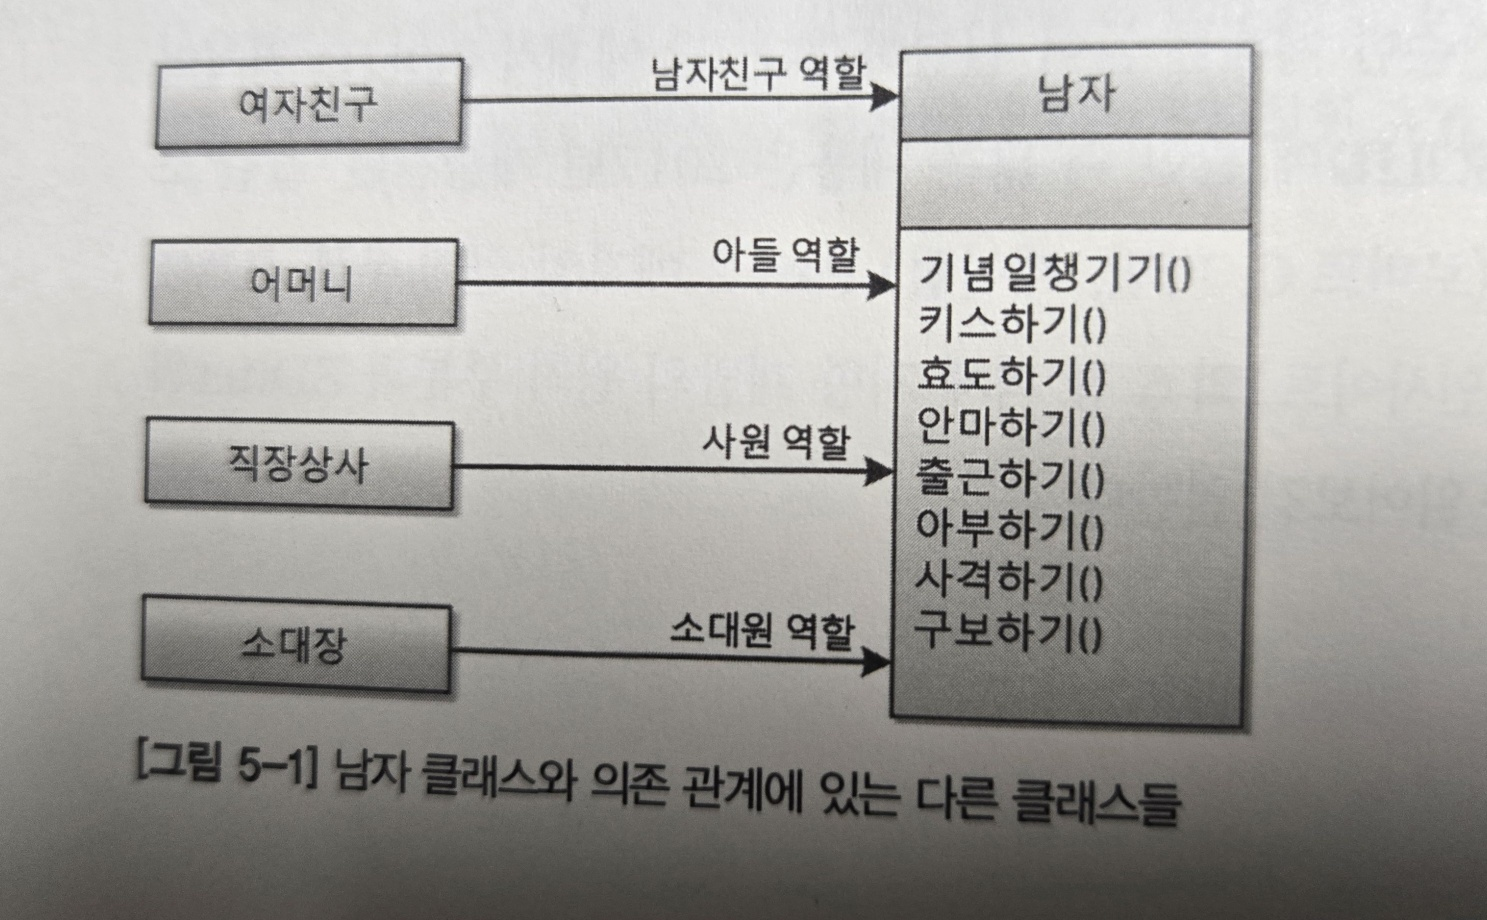 여자친구
남자친구 역할
남자
어머니
아들 역할
직장상사
사원 역할
소대장
소대원 역할
기념일챙기기()
키스하기()
효도하기()
안마하기()
출근하기()
아부하기()
사격하기()
구보하기()
[그림 5-1] 남자 클래스와 의존 관계에 있는 다른 클래스들